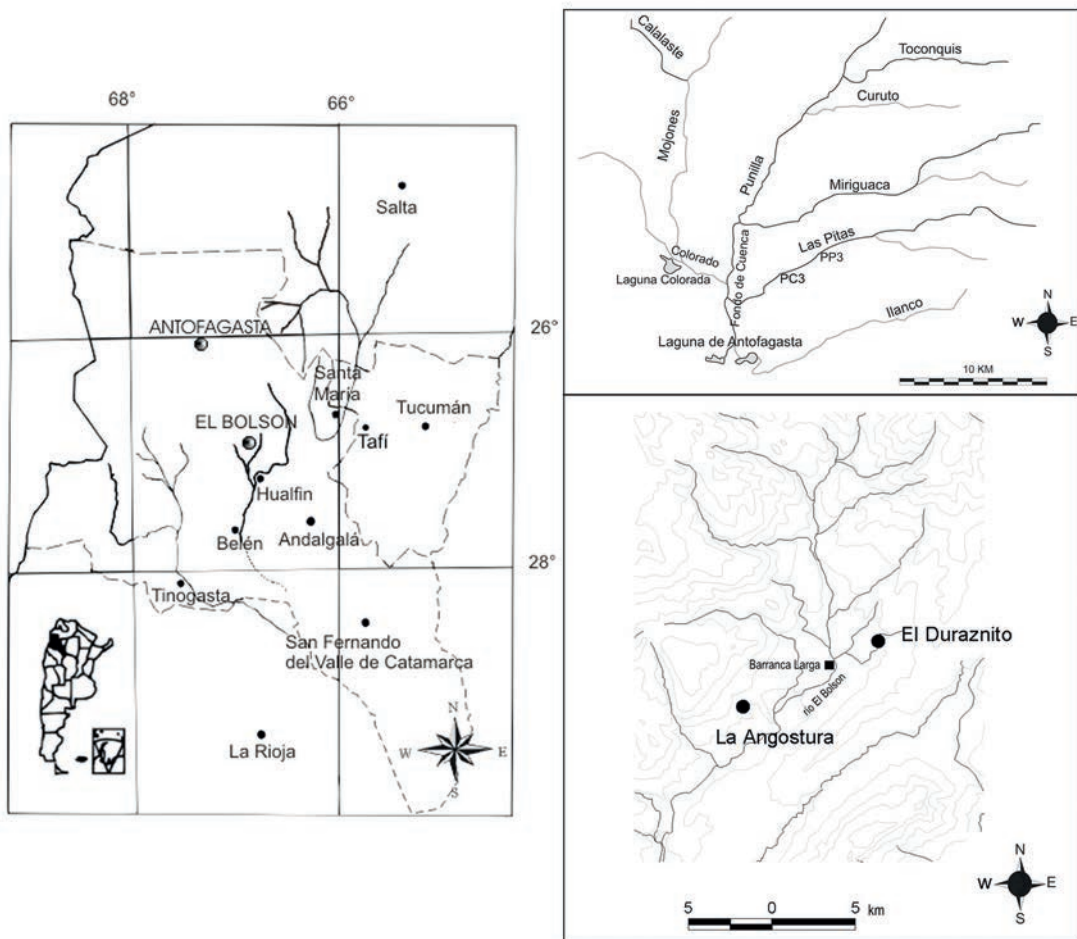 68°
66°
Salta
ANTOFAGASTA
26°
Santa
María
Tucumán
EL BOLSON
Tafí
Hualfin
Andalgalá
Belén
28°
Tinogasta
San Fernando
del Valle de Catamarca
La Rioja
N
W
E
S
Calalaste
Toconquis
Curuto
Mojones
Punilla
Miriguaca
Las Pitas
PP3
Colorado
Fondo de Cuenca
PC3
Laguna Colorada
Ilanco
Laguna de Antofagasta
N
W
E
S
10 KM
El Duraznito
Barranca Larga
río El Bolson
La Angostura
N
W
E
S
5 0 5
km